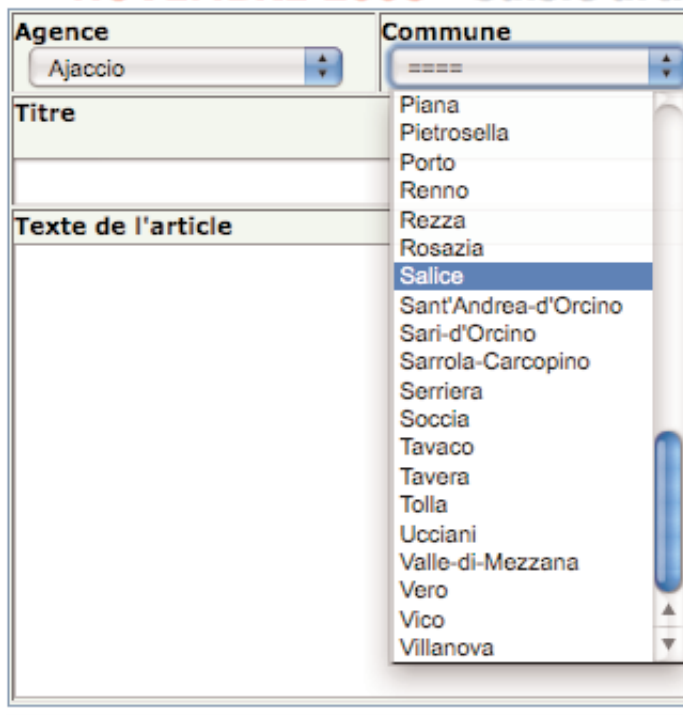 Agence
Commune
Ajaccio
====
Titre
Texte de l'article
Piana
Pietrosella
Porto
Renno
Rezza
Rosazia
Salice
Sant'Andrea-d'Orcino
Sari-d'Orcino
Sarrola-Carcopino
Serriera
Soccia
Tavaco
Tavera
Tolla
Ucciani
Valle-di-Mezzana
Vero
Vico
Villanova